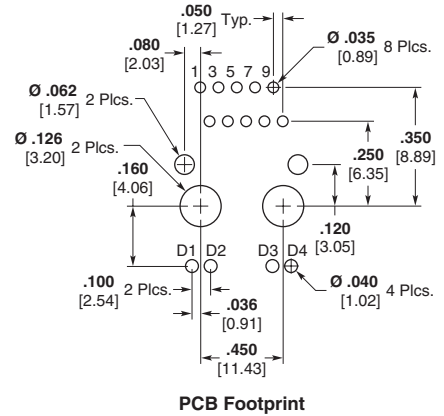 .050
[1.27] Typ.
.080
[2.03]
Ø .035
[0.89] 8 Plcs.
1 3 5 7 9
Ø .062
[1.57] 2 Plcs.
Ø .126
[3.20] 2 Plcs.
.160
[4.06]
.350
[8.89]
.250
[6.35]
.120
[3.05]
D1 D2 D3 D4
.100
[2.54] 2 Plcs.
.036
[0.91]
Ø .040
[1.02] 4 Plcs.
.450
[11.43]
PCB Footprint